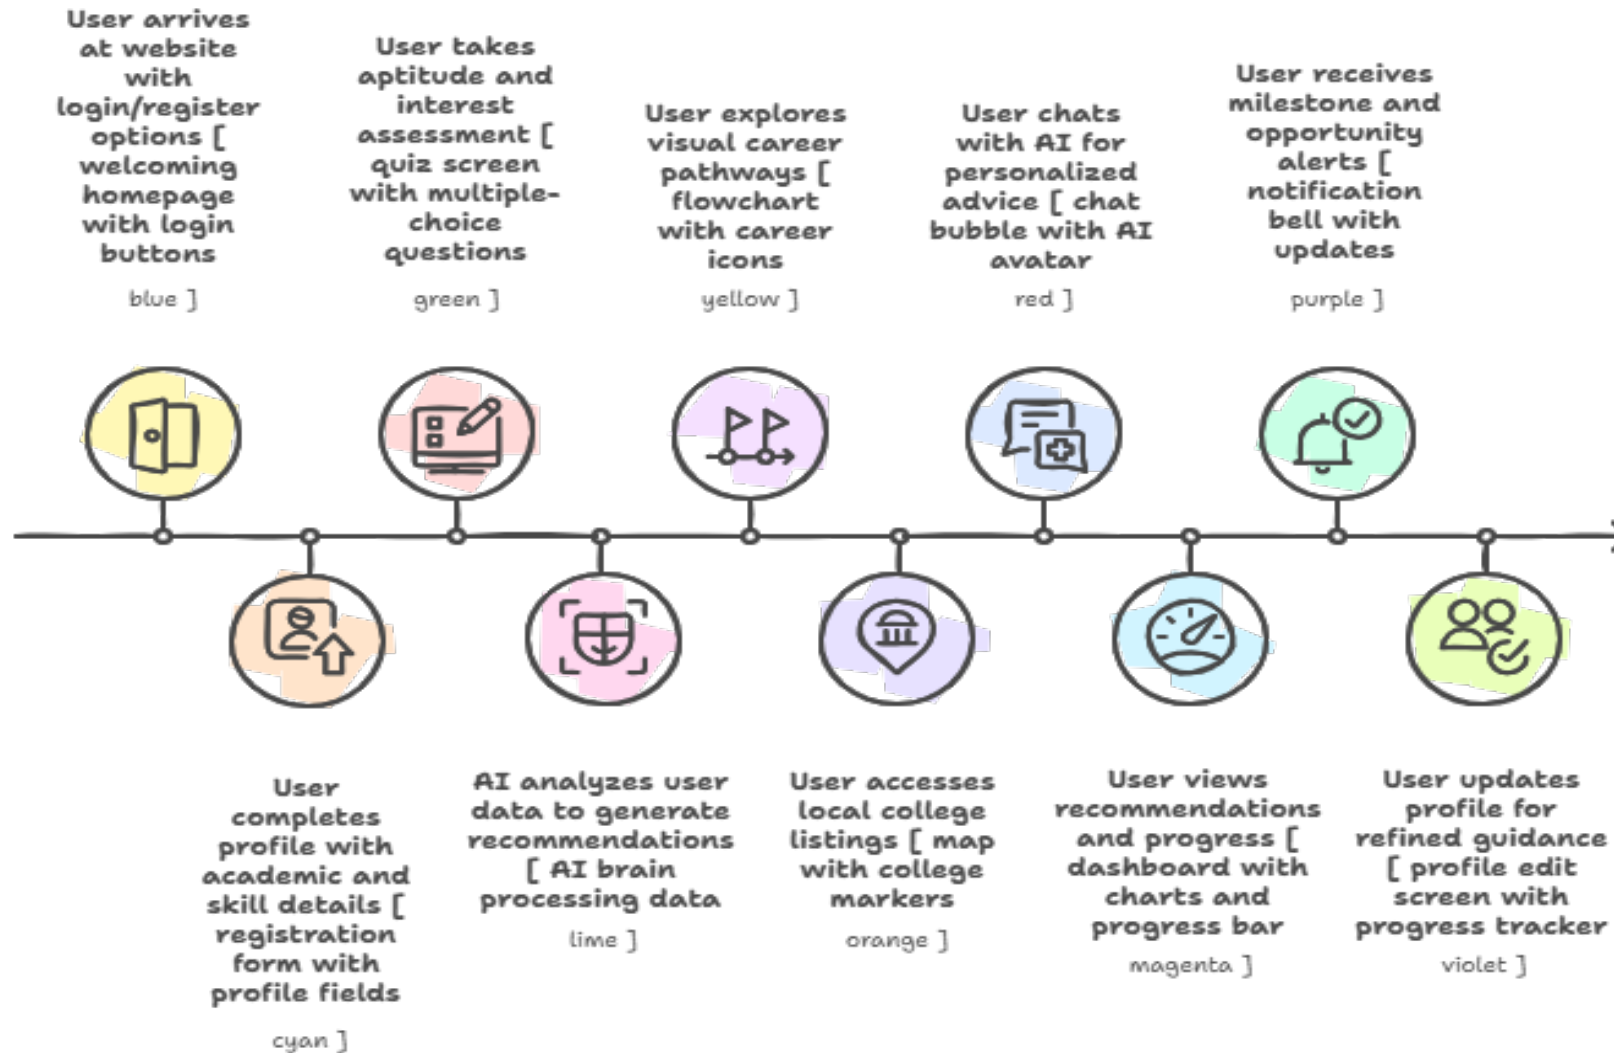 User arrives
at website
with
login/register
options [
welcoming
homepage
with login
buttons
blue ]
User
completes
profile with
academic and
skill details [
registration
form with
profile fields
cyan ]
User takes
aptitude and
interest
assessment [
quiz screen
with multiple-
choice
questions
green ]
AI analyzes user
data to generate
recommendations
[ AI brain
processing data
lime ]
User explores
visual career
pathways [
flowchart
with career
icons
yellow ]
User accesses
local college
listings [ map
with college
markers
orange ]
User chats
with AI for
personalized
advice [ chat
bubble with AI
avatar
red ]
User views
recommendations
and progress [
dashboard with
charts and
progress bar
magenta ]
User receives
milestone and
opportunity
alerts [
notification
bell with
updates
purple ]
User updates
profile for
refined guidance
[ profile edit
screen with
progress tracker
violet ]